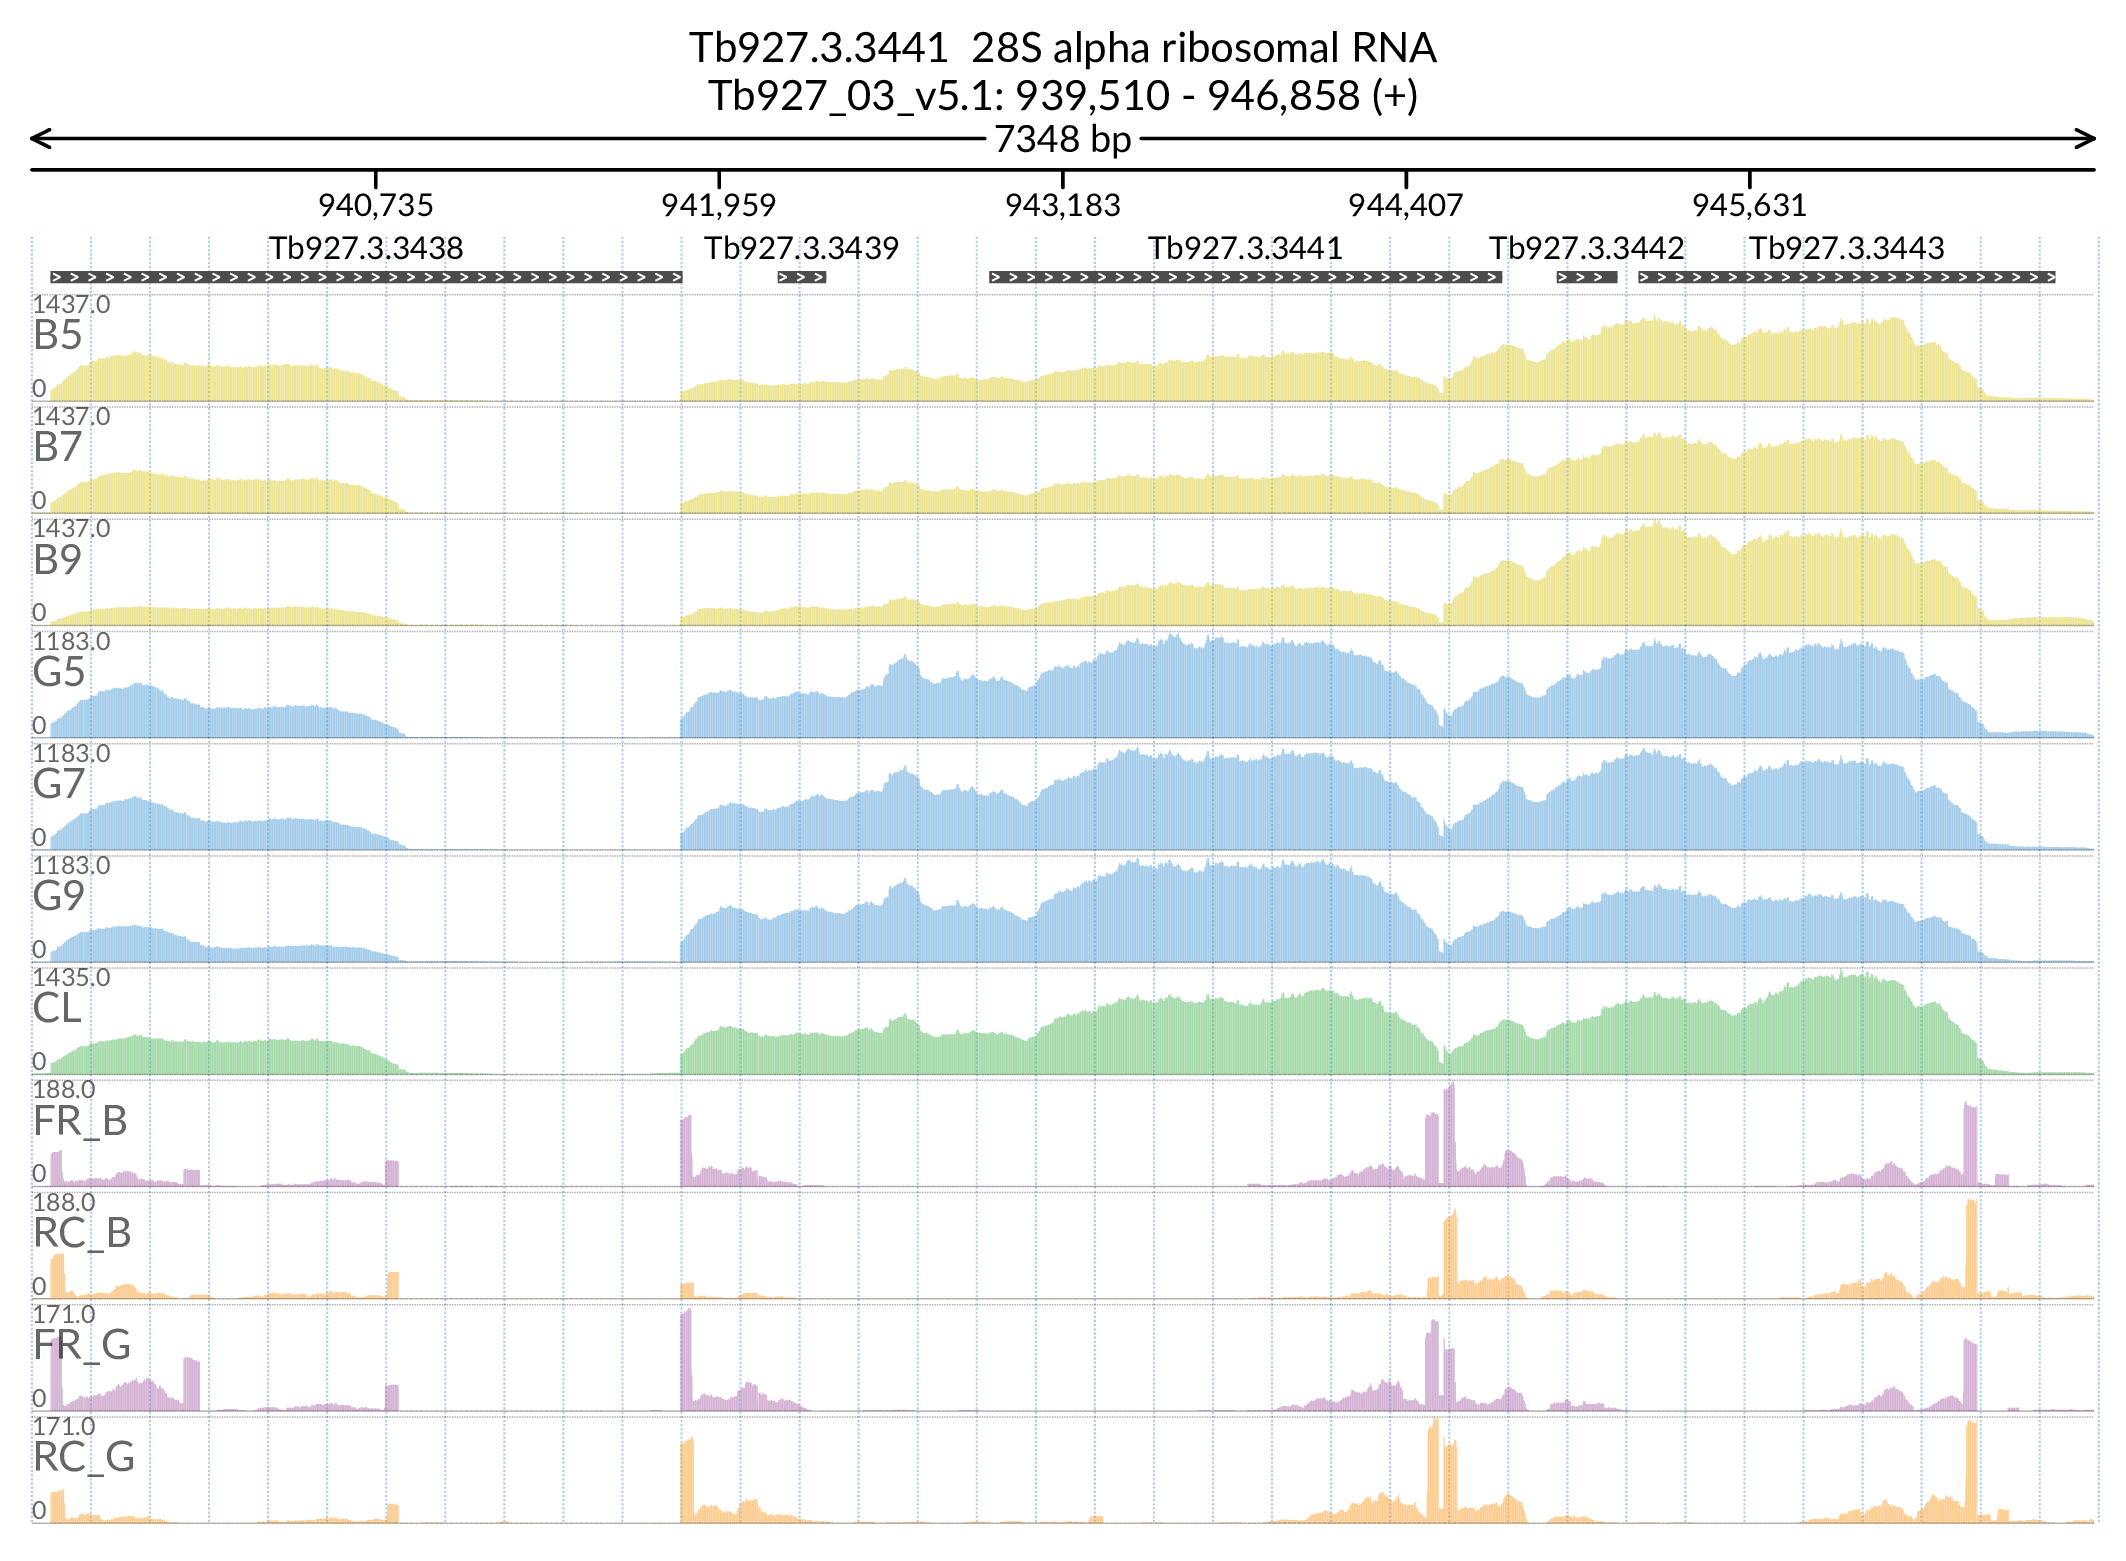 Tb927.3.3441  28S alpha ribosomal RNA
Tb927_03_v5.1: 939,510 - 946,858 (+)
7348 bp
940,735 941,959 943,183 944,407 945,631
Tb927.3.3438 Tb927.3.3439 Tb927.3.3441 Tb927.3.3442 Tb927.3.3443
1437.0
B5
0
1437.0
B7
0
1437.0
B9
0
1183.0
G5
0
1183.0
G7
0
1183.0
G9
0
1435.0
CL
0
188.0
FR_B
0
188.0
RC_B
0
171.0
FR_G
0
171.0
RC_G
0